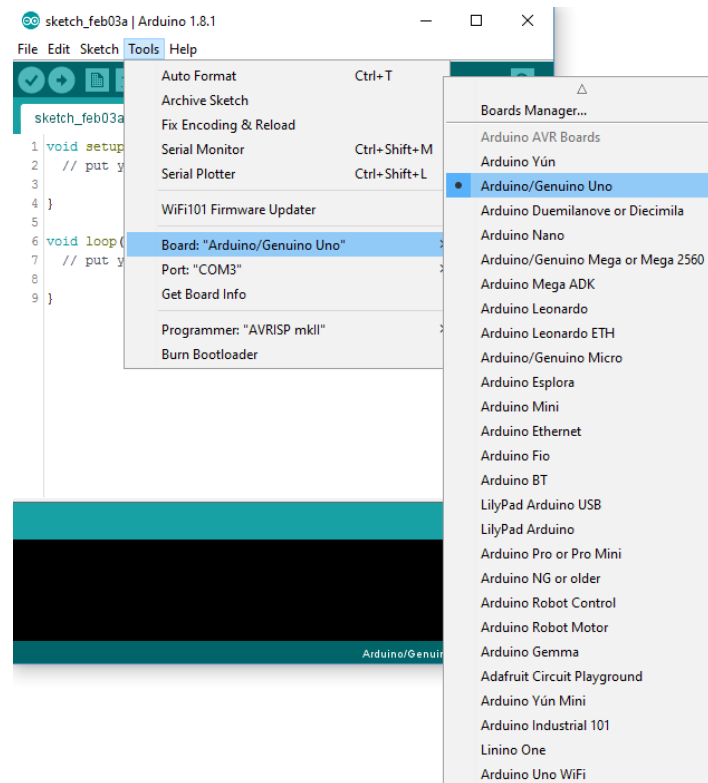 sketch_feb03a | Arduino 1.8.1
File Edit Sketch Tools Help
sketch_feb03a
1 void setup
2 // put y
3
4 }
5
6 void loop(
7 // put y
8
9 }
Auto Format Ctrl+T
Archive Sketch
Fix Encoding & Reload
Serial Monitor Ctrl+Shift+M
Serial Plotter Ctrl+Shift+L
WiFi101 Firmware Updater
Board: "Arduino/Genuino Uno"
Port: "COM3"
Get Board Info
Programmer: "AVRISP mkII"
Burn Bootloader
Boards Manager...
Arduino AVR Boards
Arduino Yún
Arduino/Genuino Uno
Arduino Duemilanove or Diecimila
Arduino Nano
Arduino/Genuino Mega or Mega 2560
Arduino Mega ADK
Arduino Leonardo
Arduino Leonardo ETH
Arduino/Genuino Micro
Arduino Esplora
Arduino Mini
Arduino Ethernet
Arduino Fio
Arduino BT
LilyPad Arduino USB
LilyPad Arduino
Arduino Pro or Pro Mini
Arduino NG or older
Arduino Robot Control
Arduino Robot Motor
Arduino Gemma
Adafruit Circuit Playground
Arduino Yún Mini
Arduino Industrial 101
Linino One
Arduino Uno WiFi
Arduino/Genuin